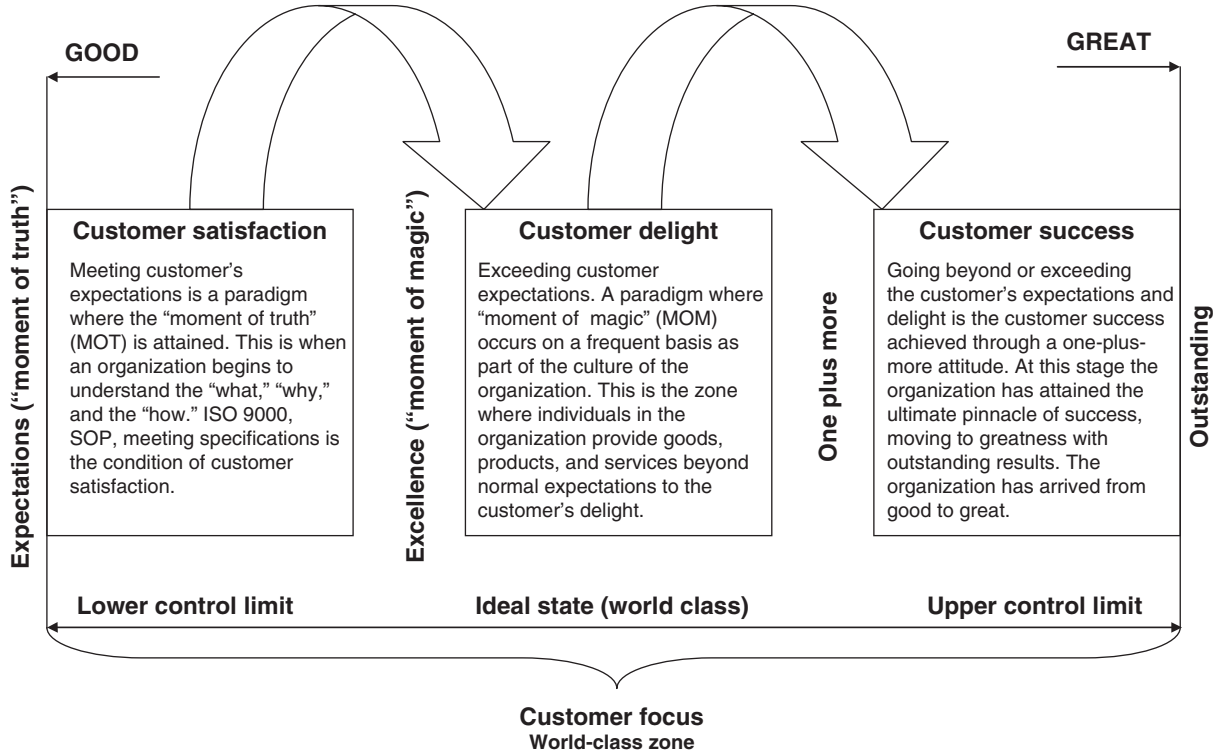 GOOD
GREAT
Expectations (“moment of truth”)
Customer satisfaction
Meeting customer’s
expectations is a paradigm
where the “moment of truth”
(MOT) is attained. This is when
an organization begins to
understand the “what,” “why,”
and the “how.” ISO 9000,
SOP, meeting specifications is
the condition of customer
satisfaction.
Excellence (“moment of magic”)
Customer delight
Exceeding customer
expectations. A paradigm where
“moment of magic” (MOM)
occurs on a frequent basis as
part of the culture of the
organization. This is the zone
where individuals in the
organization provide goods,
products, and services beyond
normal expectations to the
customer’s delight.
One plus more
Customer success
Going beyond or exceeding
the customer’s expectations and
delight is the customer success
achieved through a one-plus-
more attitude. At this stage the
organization has attained the
ultimate pinnacle of success,
moving to greatness with
outstanding results. The
organization has arrived from
good to great.
Outstanding
Lower control limit
Ideal state (world class)
Upper control limit
Customer focus
World-class zone